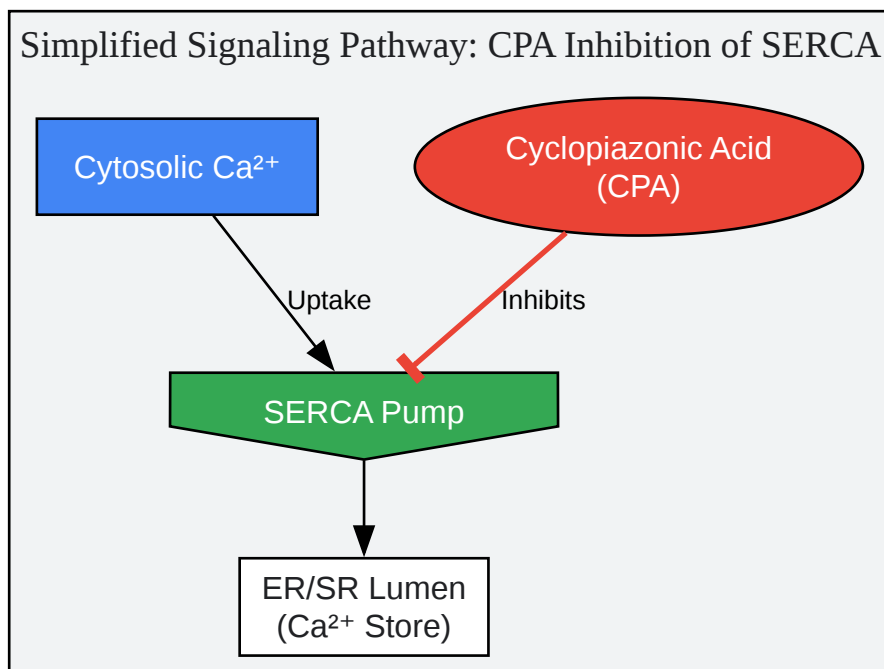 Simplified Signaling Pathway: CPA Inhibition of SERCA
Cytosolic Ca²⁺
Cyclopiazonic Acid
(CPA)
Uptake
Inhibits
SERCA Pump
ER/SR Lumen
(Ca²⁺ Store)